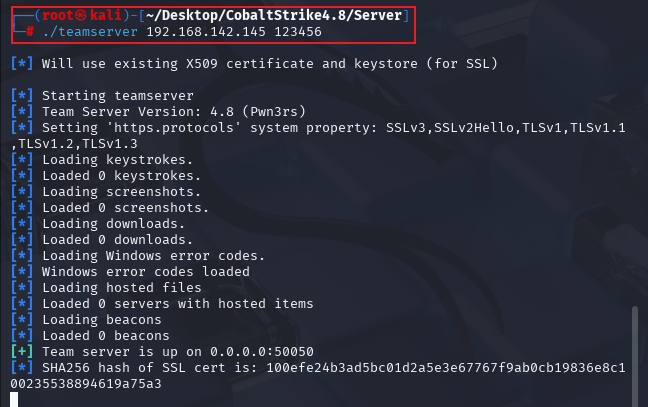 ┌──(root㉿kali)-[~/Desktop/CobaltStrike4.8/Server]
└─# ./teamserver 192.168.142.145 123456
[*] Will use existing X509 certificate and keystore (for SSL)
[*] Starting teamserver
[*] Team Server Version: 4.8 (Pwn3rs)
[*] Setting 'https.protocols' system property: SSLv3,SSLv2Hello,TLSv1,TLSv1.1
,TLSv1.2,TLSv1.3
[*] Loading keystrokes.
[*] Loaded 0 keystrokes.
[*] Loading screenshots.
[*] Loaded 0 screenshots.
[*] Loading downloads.
[*] Loaded 0 downloads.
[*] Loading Windows error codes.
[*] Windows error codes loaded
[*] Loading hosted files
[*] Loaded 0 servers with hosted items
[*] Loading beacons
[*] Loaded 0 beacons
[+] Team server is up on 0.0.0.0:50050
[*] SHA256 hash of SSL cert is: 100efe24b3ad5bc01d2a5e3e67767f9ab0cb19836e8c1
00235538894619a75a3